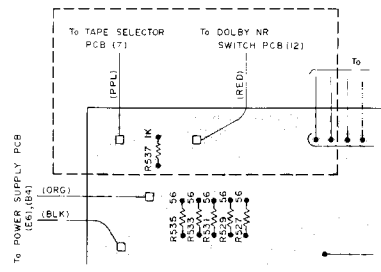 To TAPE SELECTOR
PCB (7)
To DOLBY NR
SWITCH PCB (12)
To
(PPL)
(RED)
R537 1K
To POWER SUPPLY PCB
(E6),(B4)
(ORG)
(BLK)
R535 56
R533 56
R531 56
R529 56
R527 56